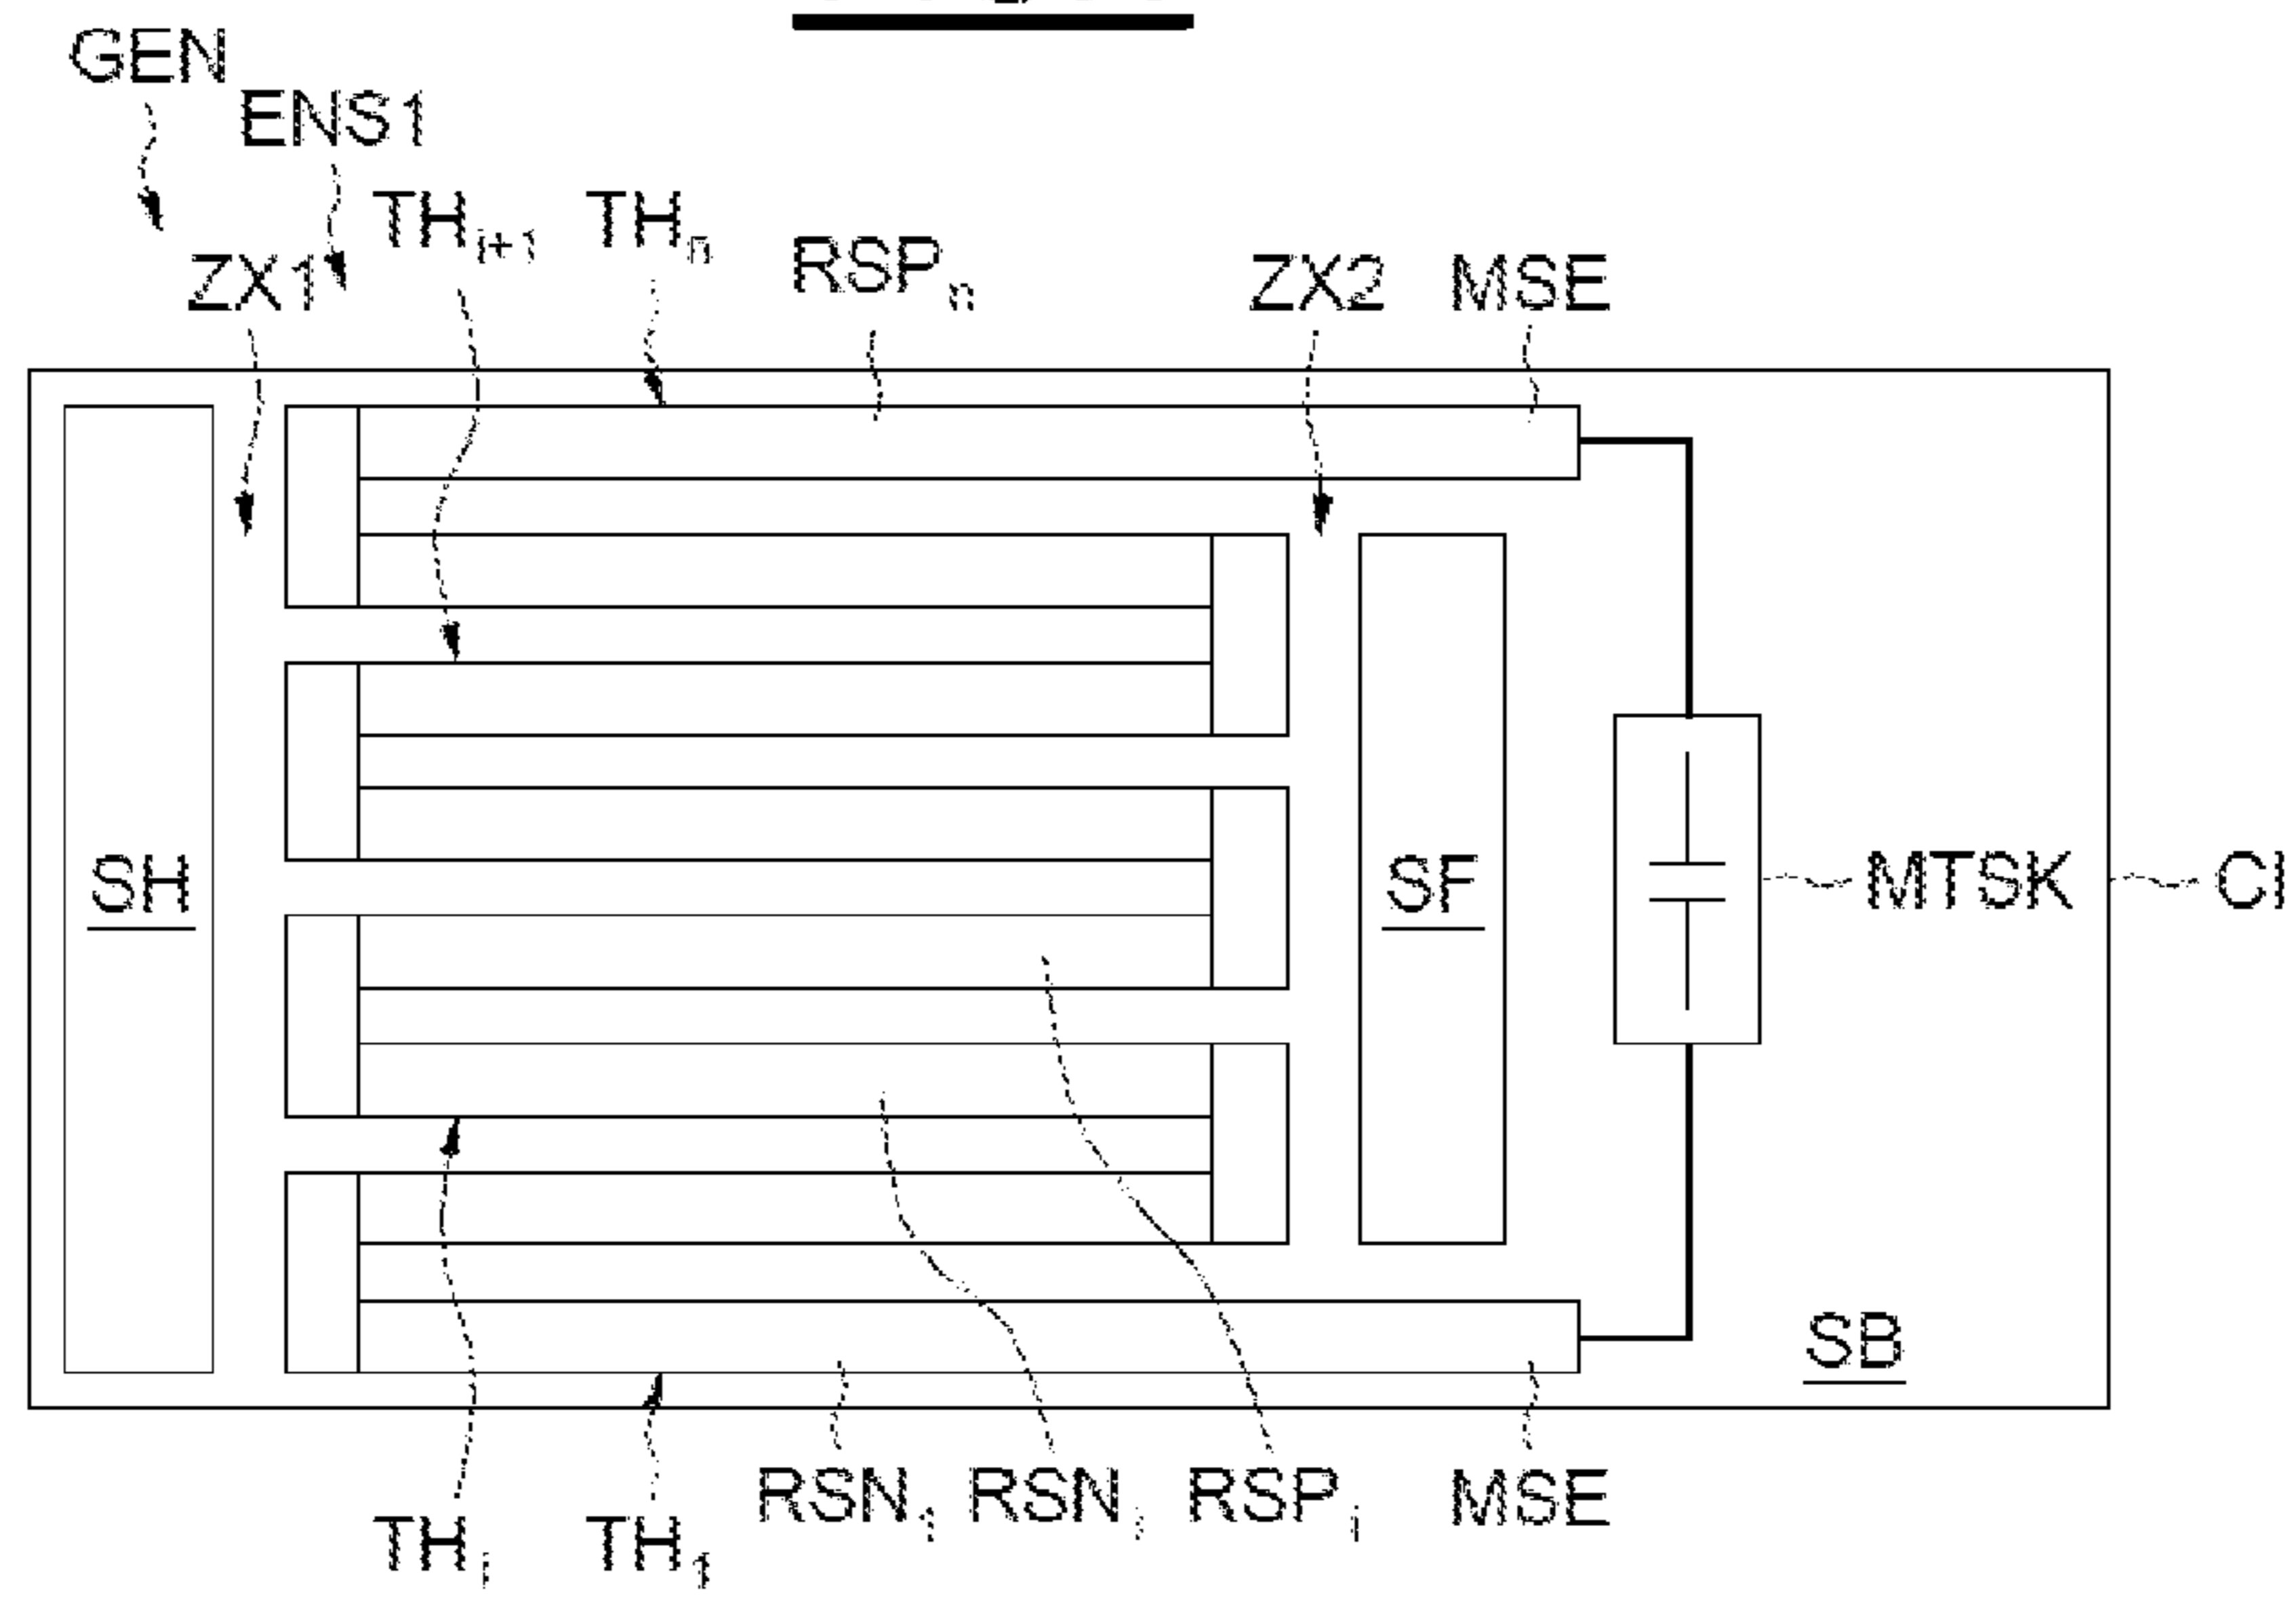 GEN
ENS1
TH i+1 TH n RSP n
ZX1 ZX2 MSE
SH SF MTSK CI
SB
RSN 1 RSN i RSP i MSE
TH i TH 1